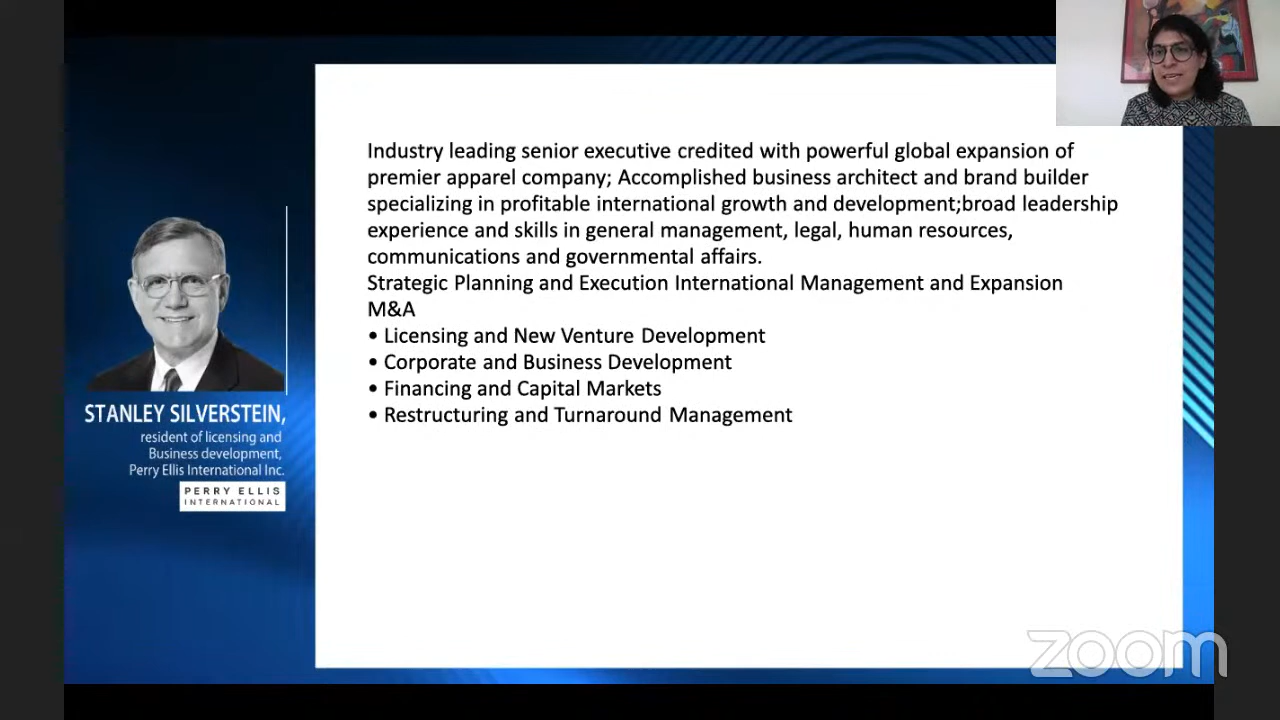 Industry leading senior executive credited with powerful global expansion of
premier apparel company; Accomplished business architect and brand builder
specializing in profitable international growth and development;broad leadership
experience and skills in general management, legal, human resources,
communications and governmental affairs.
Strategic Planning and Execution International Management and Expansion
M&A
• Licensing and New Venture Development
• Corporate and Business Development
• Financing and Capital Markets
• Restructuring and Turnaround Management
STANLEY SILVERSTEIN,
resident of licensing and
Business development,
Perry Ellis International Inc.
PERRY ELLIS
INTERNATIONAL
zoom